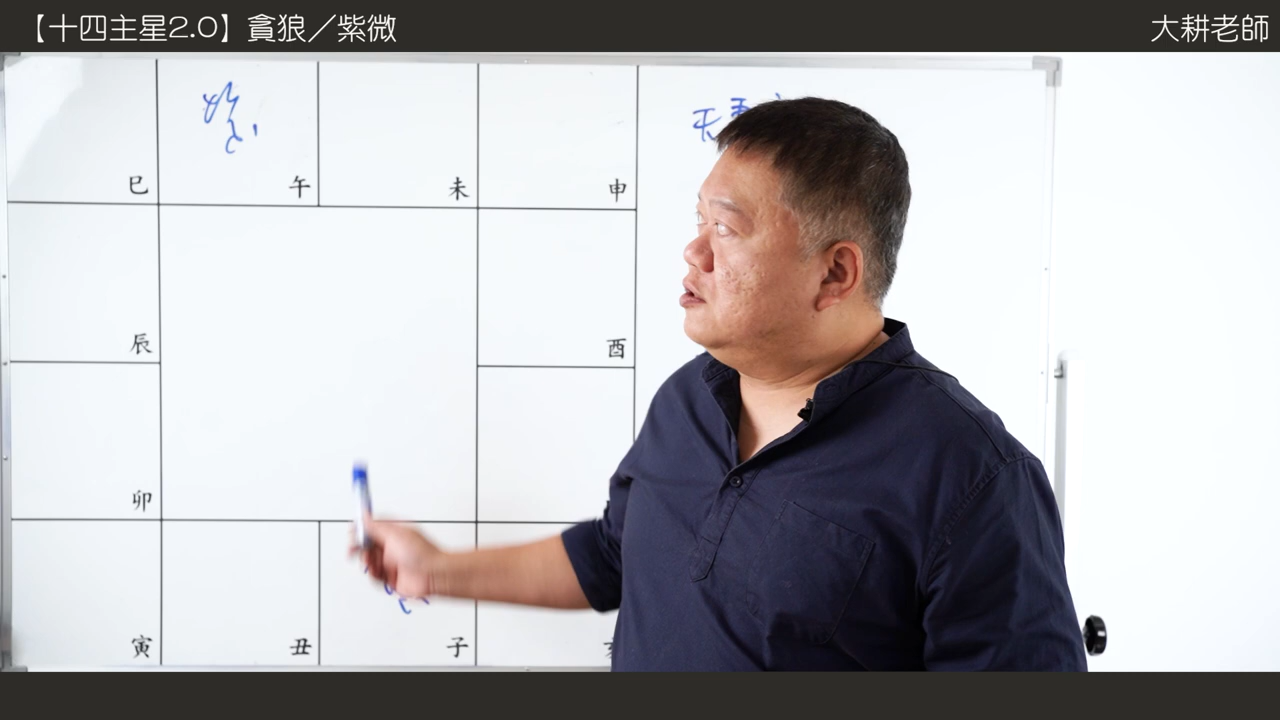 【十四主星2.0】貪狼／紫微
大耕老師
巳
午
未
申
辰
酉
卯
寅
丑
子